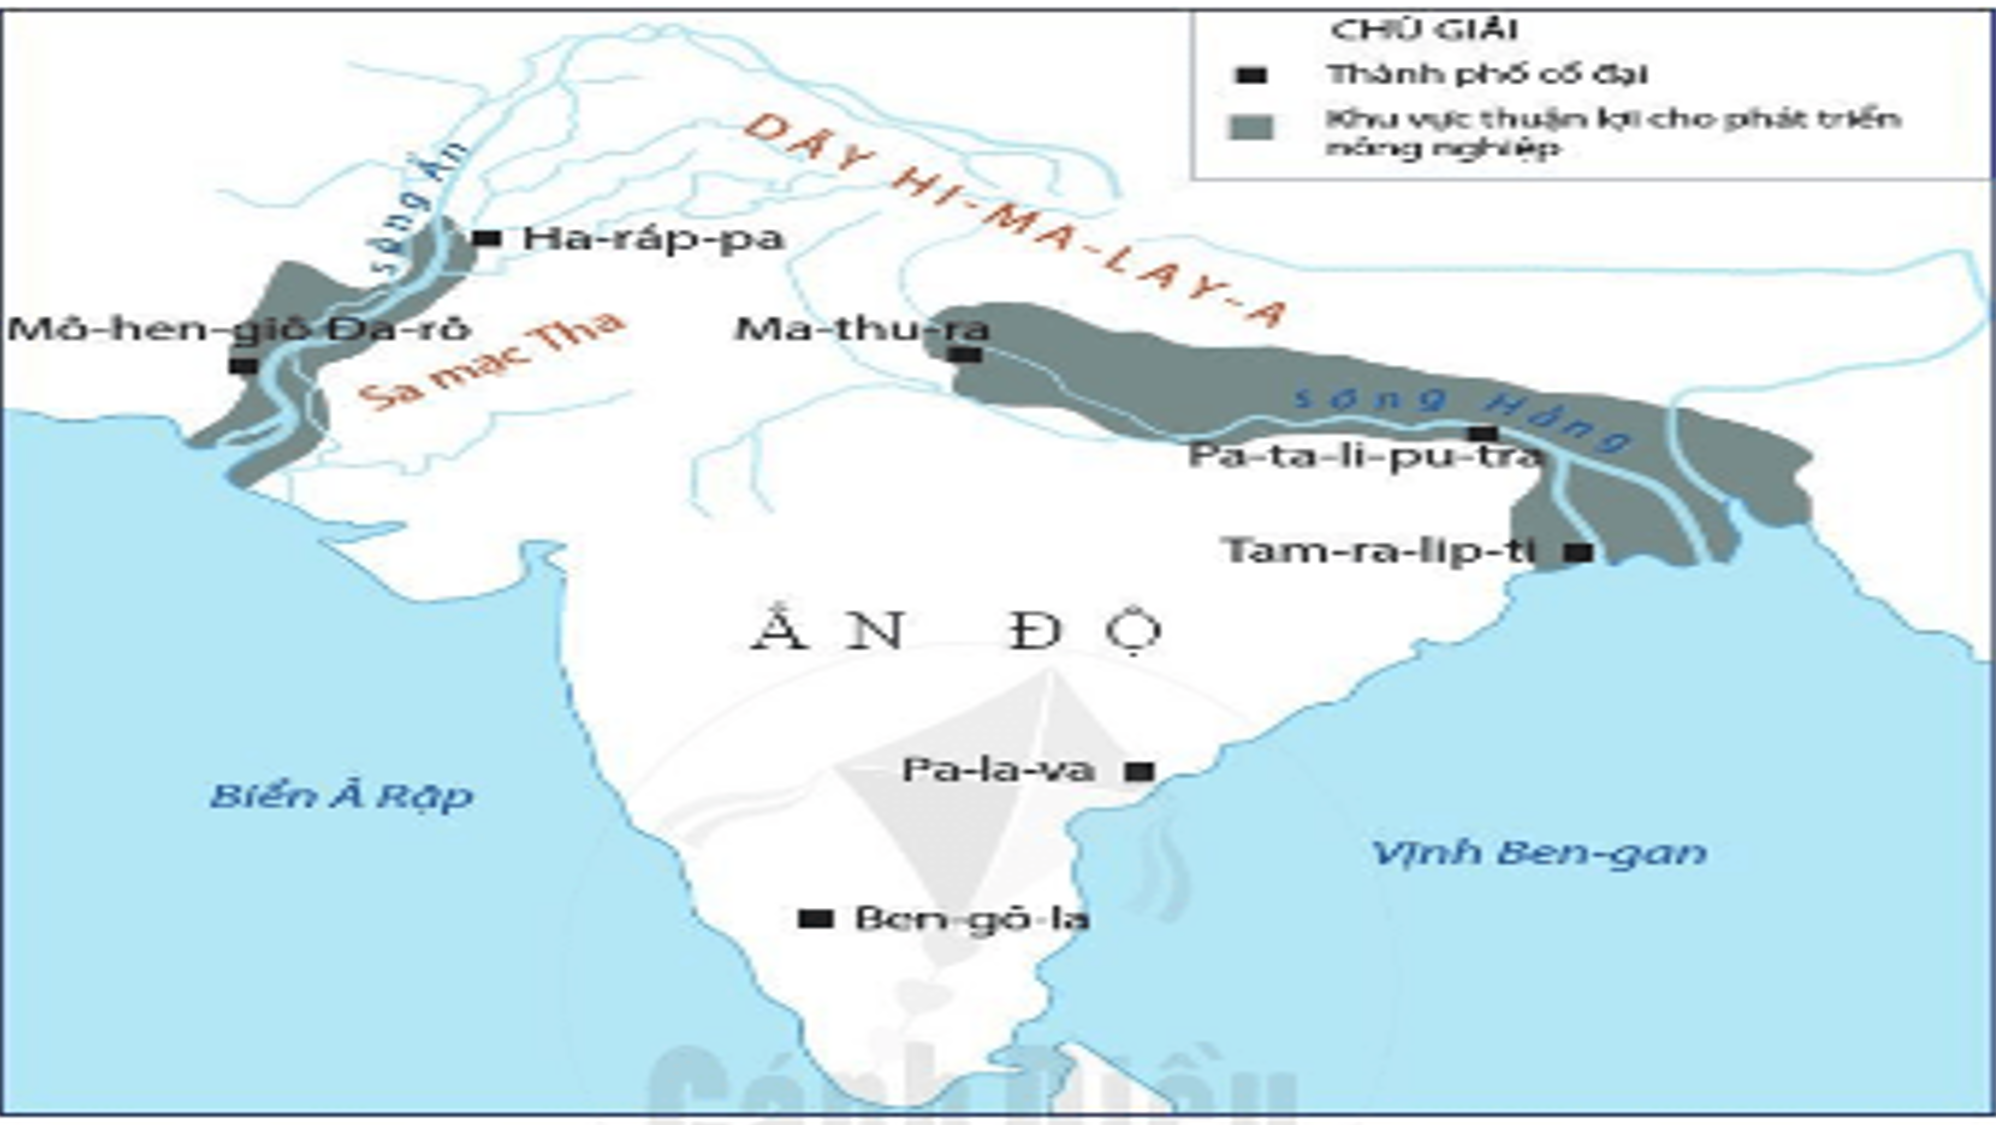 CHÚ GIẢI
Thành phố cổ đại
Khu vực thuận lợi cho phát triển
nông nghiệp
DÃY HI-MA-LAY-A
sông Ấn
Ha-ráp-pa
Mô-hen-giô Đa-rô
Sa mạc Tha
Ma-thu-ra
sông Hằng
Pa-ta-li-pu-tra
Tam-ra-lip-ti
ẤN ĐỘ
Pa-la-va
Biển Ả Rập
Vịnh Ben-gan
Ben-gô-la
Cánh Diều